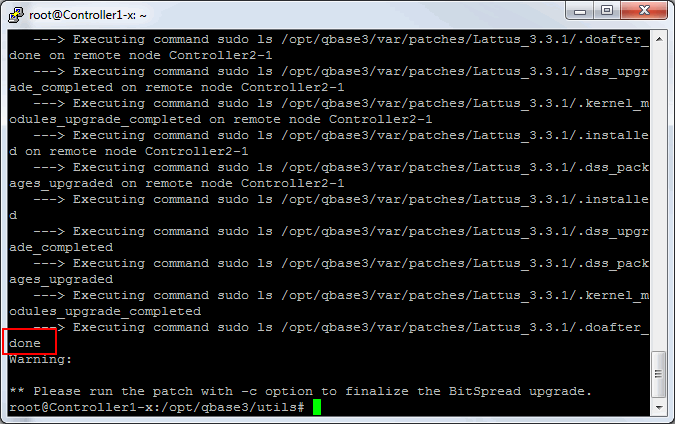 root@Controller1-x: ~
---> Executing command sudo ls /opt/qbase3/var/patches/Lattus_3.3.1/.doafter_
done on remote node Controller2-1
---> Executing command sudo ls /opt/qbase3/var/patches/Lattus_3.3.1/.dss_upgr
ade_completed on remote node Controller2-1
---> Executing command sudo ls /opt/qbase3/var/patches/Lattus_3.3.1/.kernel_m
odules_upgrade_completed on remote node Controller2-1
---> Executing command sudo ls /opt/qbase3/var/patches/Lattus_3.3.1/.installe
d on remote node Controller2-1
---> Executing command sudo ls /opt/qbase3/var/patches/Lattus_3.3.1/.dss_pack
ages_upgraded on remote node Controller2-1
---> Executing command sudo ls /opt/qbase3/var/patches/Lattus_3.3.1/.installe
d
---> Executing command sudo ls /opt/qbase3/var/patches/Lattus_3.3.1/.dss_upgr
ade_completed
---> Executing command sudo ls /opt/qbase3/var/patches/Lattus_3.3.1/.dss_pack
ages_upgraded
---> Executing command sudo ls /opt/qbase3/var/patches/Lattus_3.3.1/.kernel_m
odules_upgrade_completed
---> Executing command sudo ls /opt/qbase3/var/patches/Lattus_3.3.1/.doafter_
done
Warning:
** Please run the patch with -c option to finalize the BitSpread upgrade.
root@Controller1-x:/opt/qbase3/utils#